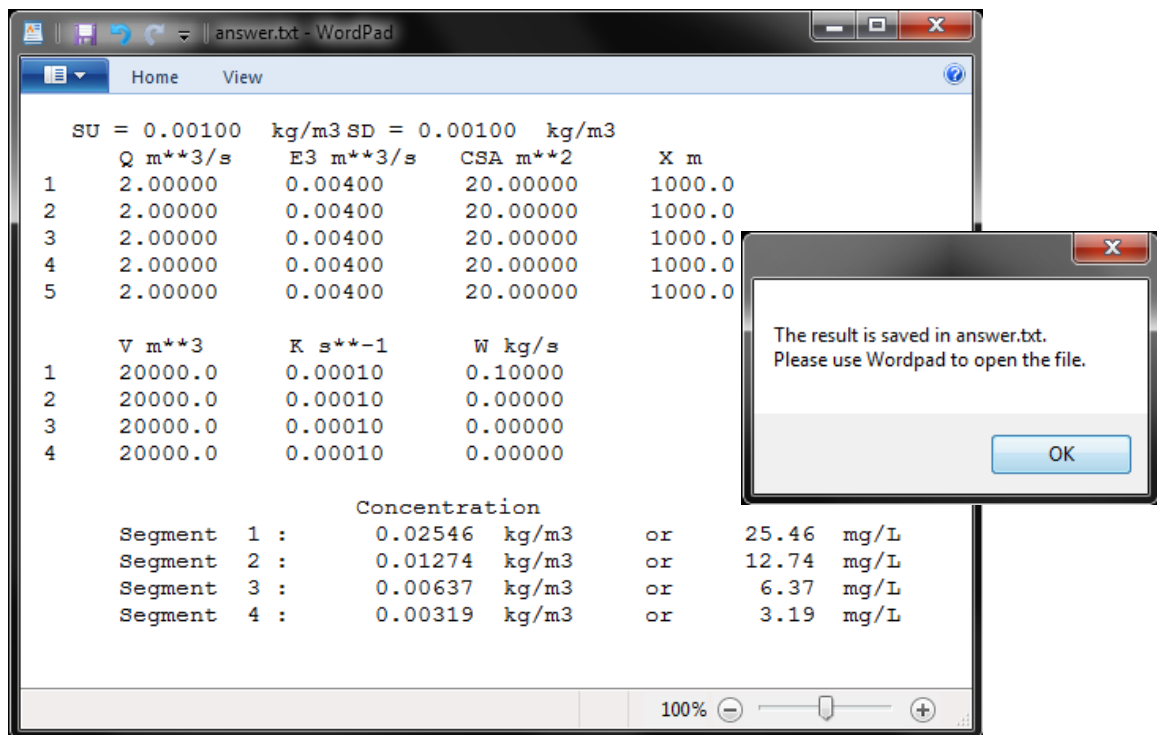 answer.txt - WordPad
Home View
SU = 0.00100 kg/m3 SD = 0.00100 kg/m3
Q m**3/s E3 m**3/s CSA m**2 X m
1 2.00000 0.00400 20.00000 1000.0
2 2.00000 0.00400 20.00000 1000.0
3 2.00000 0.00400 20.00000 1000.0
4 2.00000 0.00400 20.00000 1000.0
5 2.00000 0.00400 20.00000 1000.0
V m**3 K s**-1 W kg/s
1 20000.0 0.00010 0.10000
2 20000.0 0.00010 0.00000
3 20000.0 0.00010 0.00000
4 20000.0 0.00010 0.00000
Concentration
Segment 1 : 0.02546 kg/m3 or 25.46 mg/L
Segment 2 : 0.01274 kg/m3 or 12.74 mg/L
Segment 3 : 0.00637 kg/m3 or 6.37 mg/L
Segment 4 : 0.00319 kg/m3 or 3.19 mg/L
100%
The result is saved in answer.txt.
Please use Wordpad to open the file.
OK